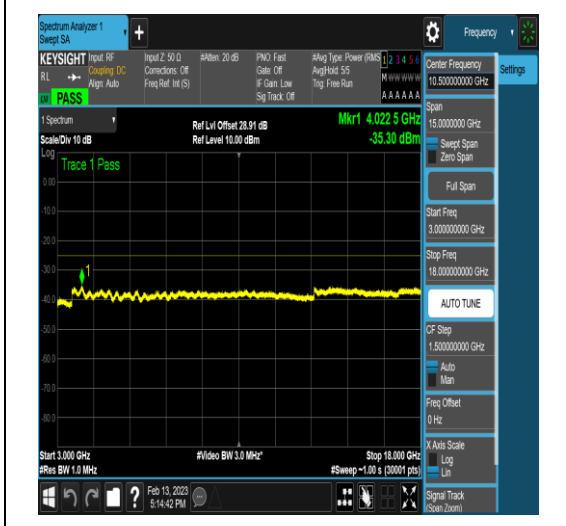 Spectrum Analyzer 1
Swept SA
+
Frequency
KEYSIGHT
Input: RF
Coupling: DC
Align: Auto
Input Z: 50 Ω
Corrections: Off
Freq Ref: Int (S)
#Atten: 20 dB
PNO: Fast
Gate: Off
IF Gain: Low
Sig Track: Off
#Avg Type: Power (RMS)
Avg|Hold: 5/5
Trig: Free Run
1 2 3 4 5 6
M W W W W W
A A A A A A
R L
PASS
1 Spectrum
Scale/Div 10 dB
Ref Lvl Offset 28.91 dB
Ref Level 10.00 dBm
Mkr1 4.022 5 GHz
-35.30 dBm
Log
Trace 1 Pass
0.00
-10.0
-20.0
-30.0
-40.0
-50.0
-60.0
-70.0
-80.0
1
Start 3.000 GHz
#Res BW 1.0 MHz
#Video BW 3.0 MHz*
Stop 18.000 GHz
#Sweep ~1.00 s (30001 pts)
?
Feb 13, 2023
5:14:42 PM
Center Frequency
10.500000000 GHz
Span
15.0000000 GHz
Swept Span
Zero Span
Full Span
Start Freq
3.000000000 GHz
Stop Freq
18.000000000 GHz
AUTO TUNE
CF Step
1.500000000 GHz
Auto
Man
Freq Offset
0 Hz
X Axis Scale
Log
Lin
Signal Track
(Span Zoom)
Settings